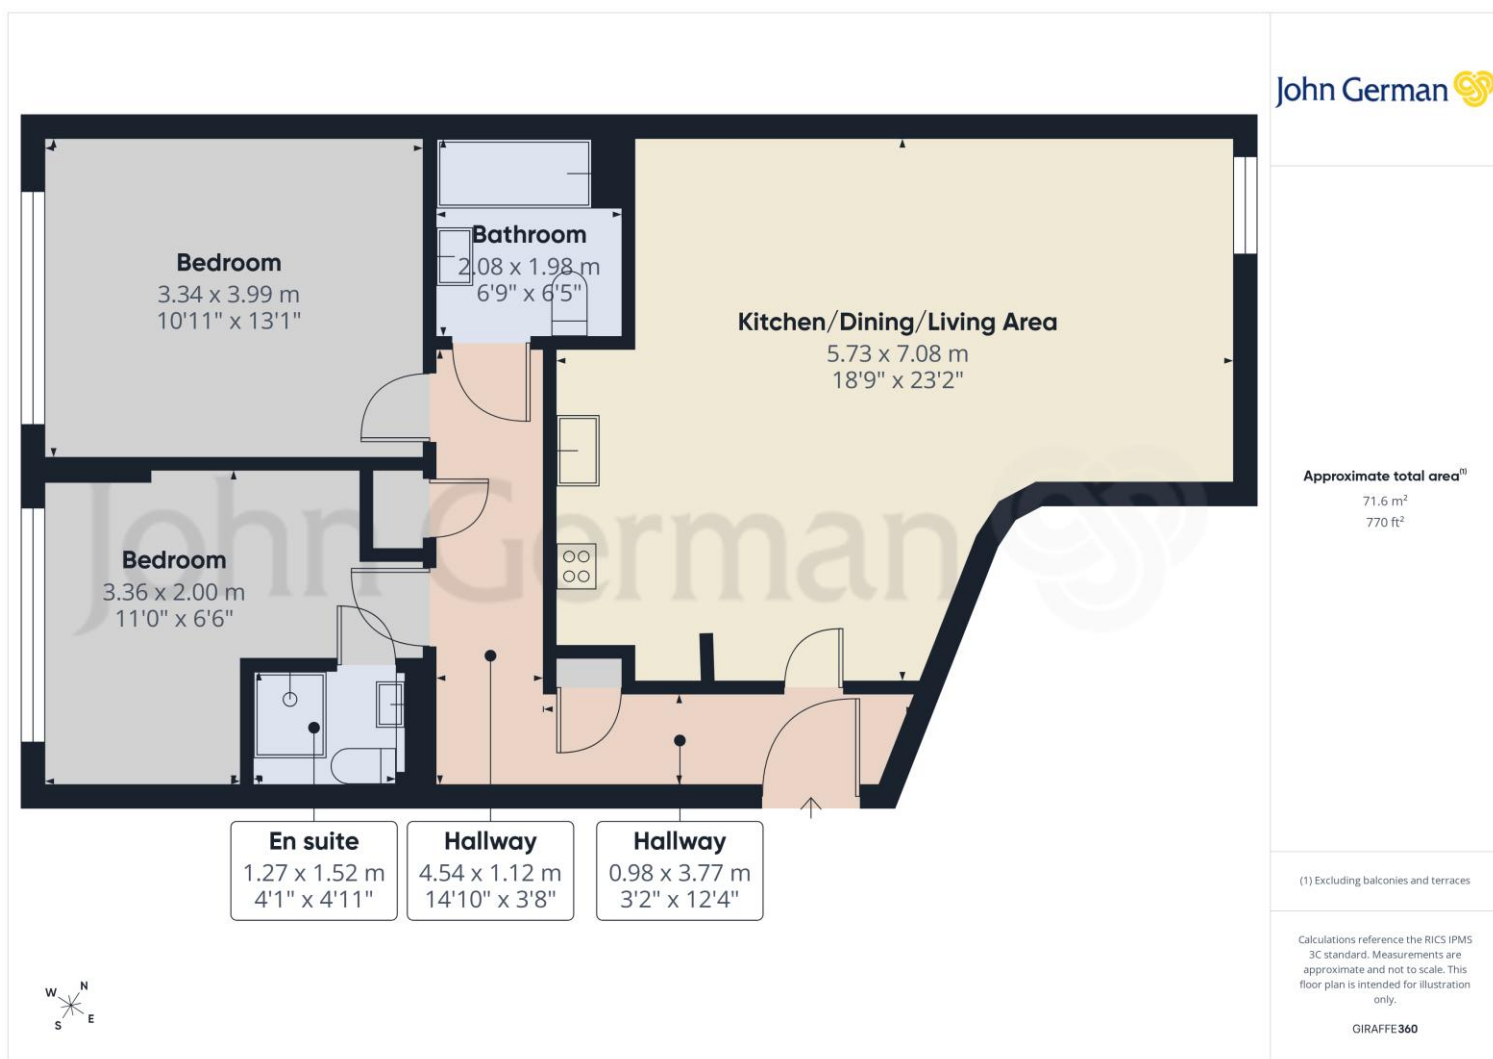 John German
Bedroom
3.34 x 3.99 m
10'11" x 13'1"
Bathroom
2.08 x 1.98 m
6'9" x 6'5"
Kitchen/Dining/Living Area
5.73 x 7.08 m
18'9" x 23'2"
John German
Bedroom
3.36 x 2.00 m
11'0" x 6'6"
En suite
1.27 x 1.52 m
4'1" x 4'11"
Hallway
4.54 x 1.12 m
14'10" x 3'8"
Hallway
0.98 x 3.77 m
3'2" x 12'4"
W N
S E
Approximate total area(1)
71.6 m²
770 ft²
(1) Excluding balconies and terraces
Calculations reference the RICS IPMS
3C standard. Measurements are
approximate and not to scale. This
floor plan is intended for illustration
only.
GIRAFFE360